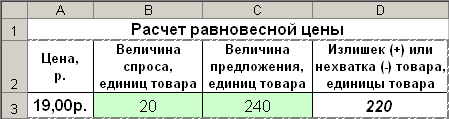 A B C D
1 Расчет равновесной цены
2 Цена, р. Величина спроса, единиц товара Величина предложения, единиц товара Излишек (+) или нехватка (-) товара, единицы товара
3 19,00р. 20 240 220